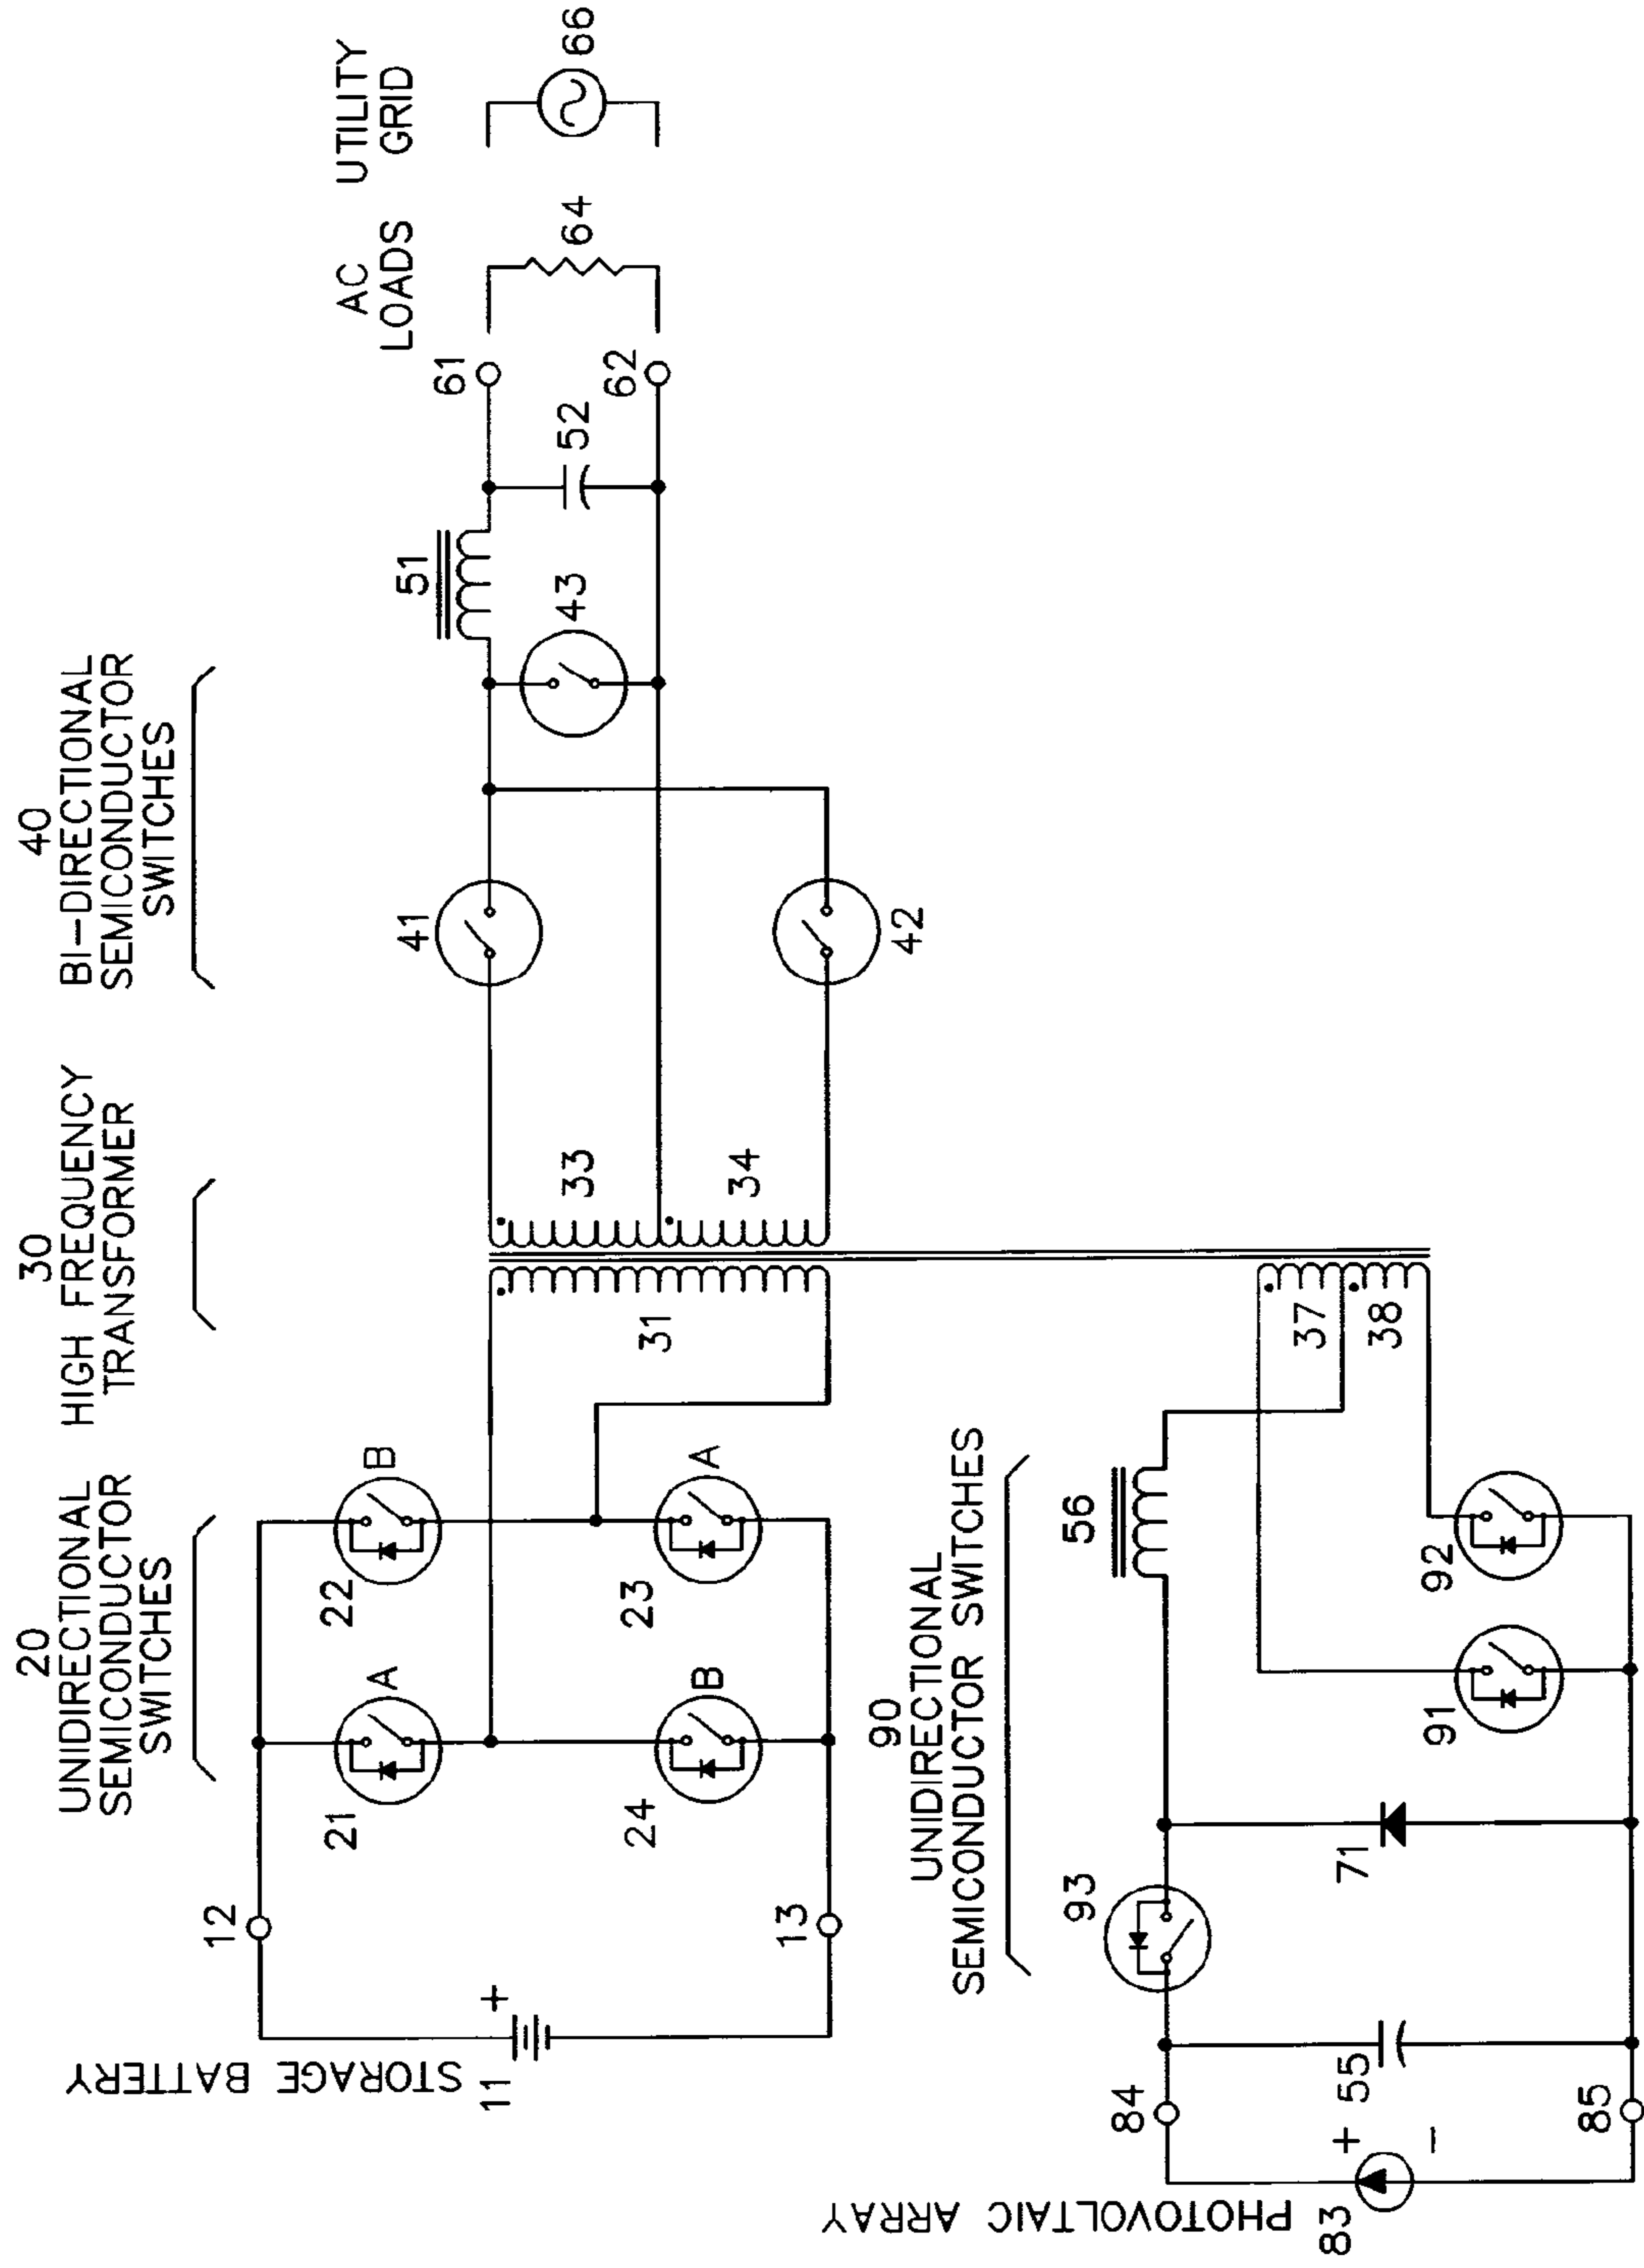 20
UNIDIRECTIONAL
SEMICONDUCTOR
SWITCHES
30
HIGH FREQUENCY
TRANSFORMER
40
BI-DIRECTIONAL
SEMICONDUCTOR
SWITCHES
AC
LOADS
UTILITY
GRID
STORAGE BATTERY
11
+
12
13
21
A
22
B
23
A
24
B
31
33
34
41
42
43
51
52
61
62
64
66
90
UNIDIRECTIONAL
SEMICONDUCTOR SWITCHES
PHOTOVOLTAIC ARRAY
83
+
-
84
85
55
93
71
56
91
92
37
38